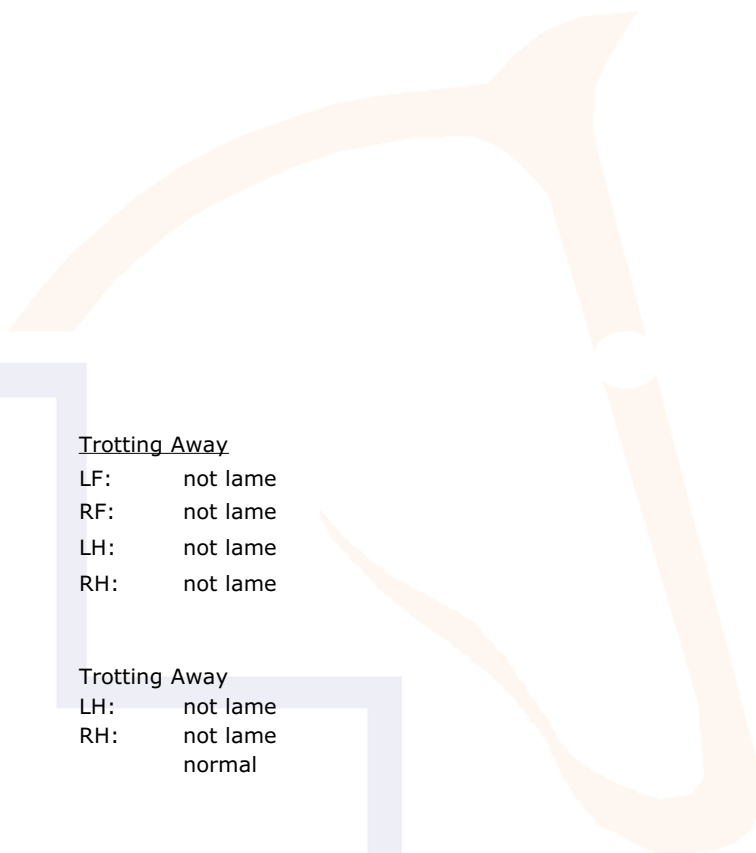 Trotting Away
LF: not lame
RF: not lame
LH: not lame
RH: not lame
Trotting Away
LH: not lame
RH: not lame
normal